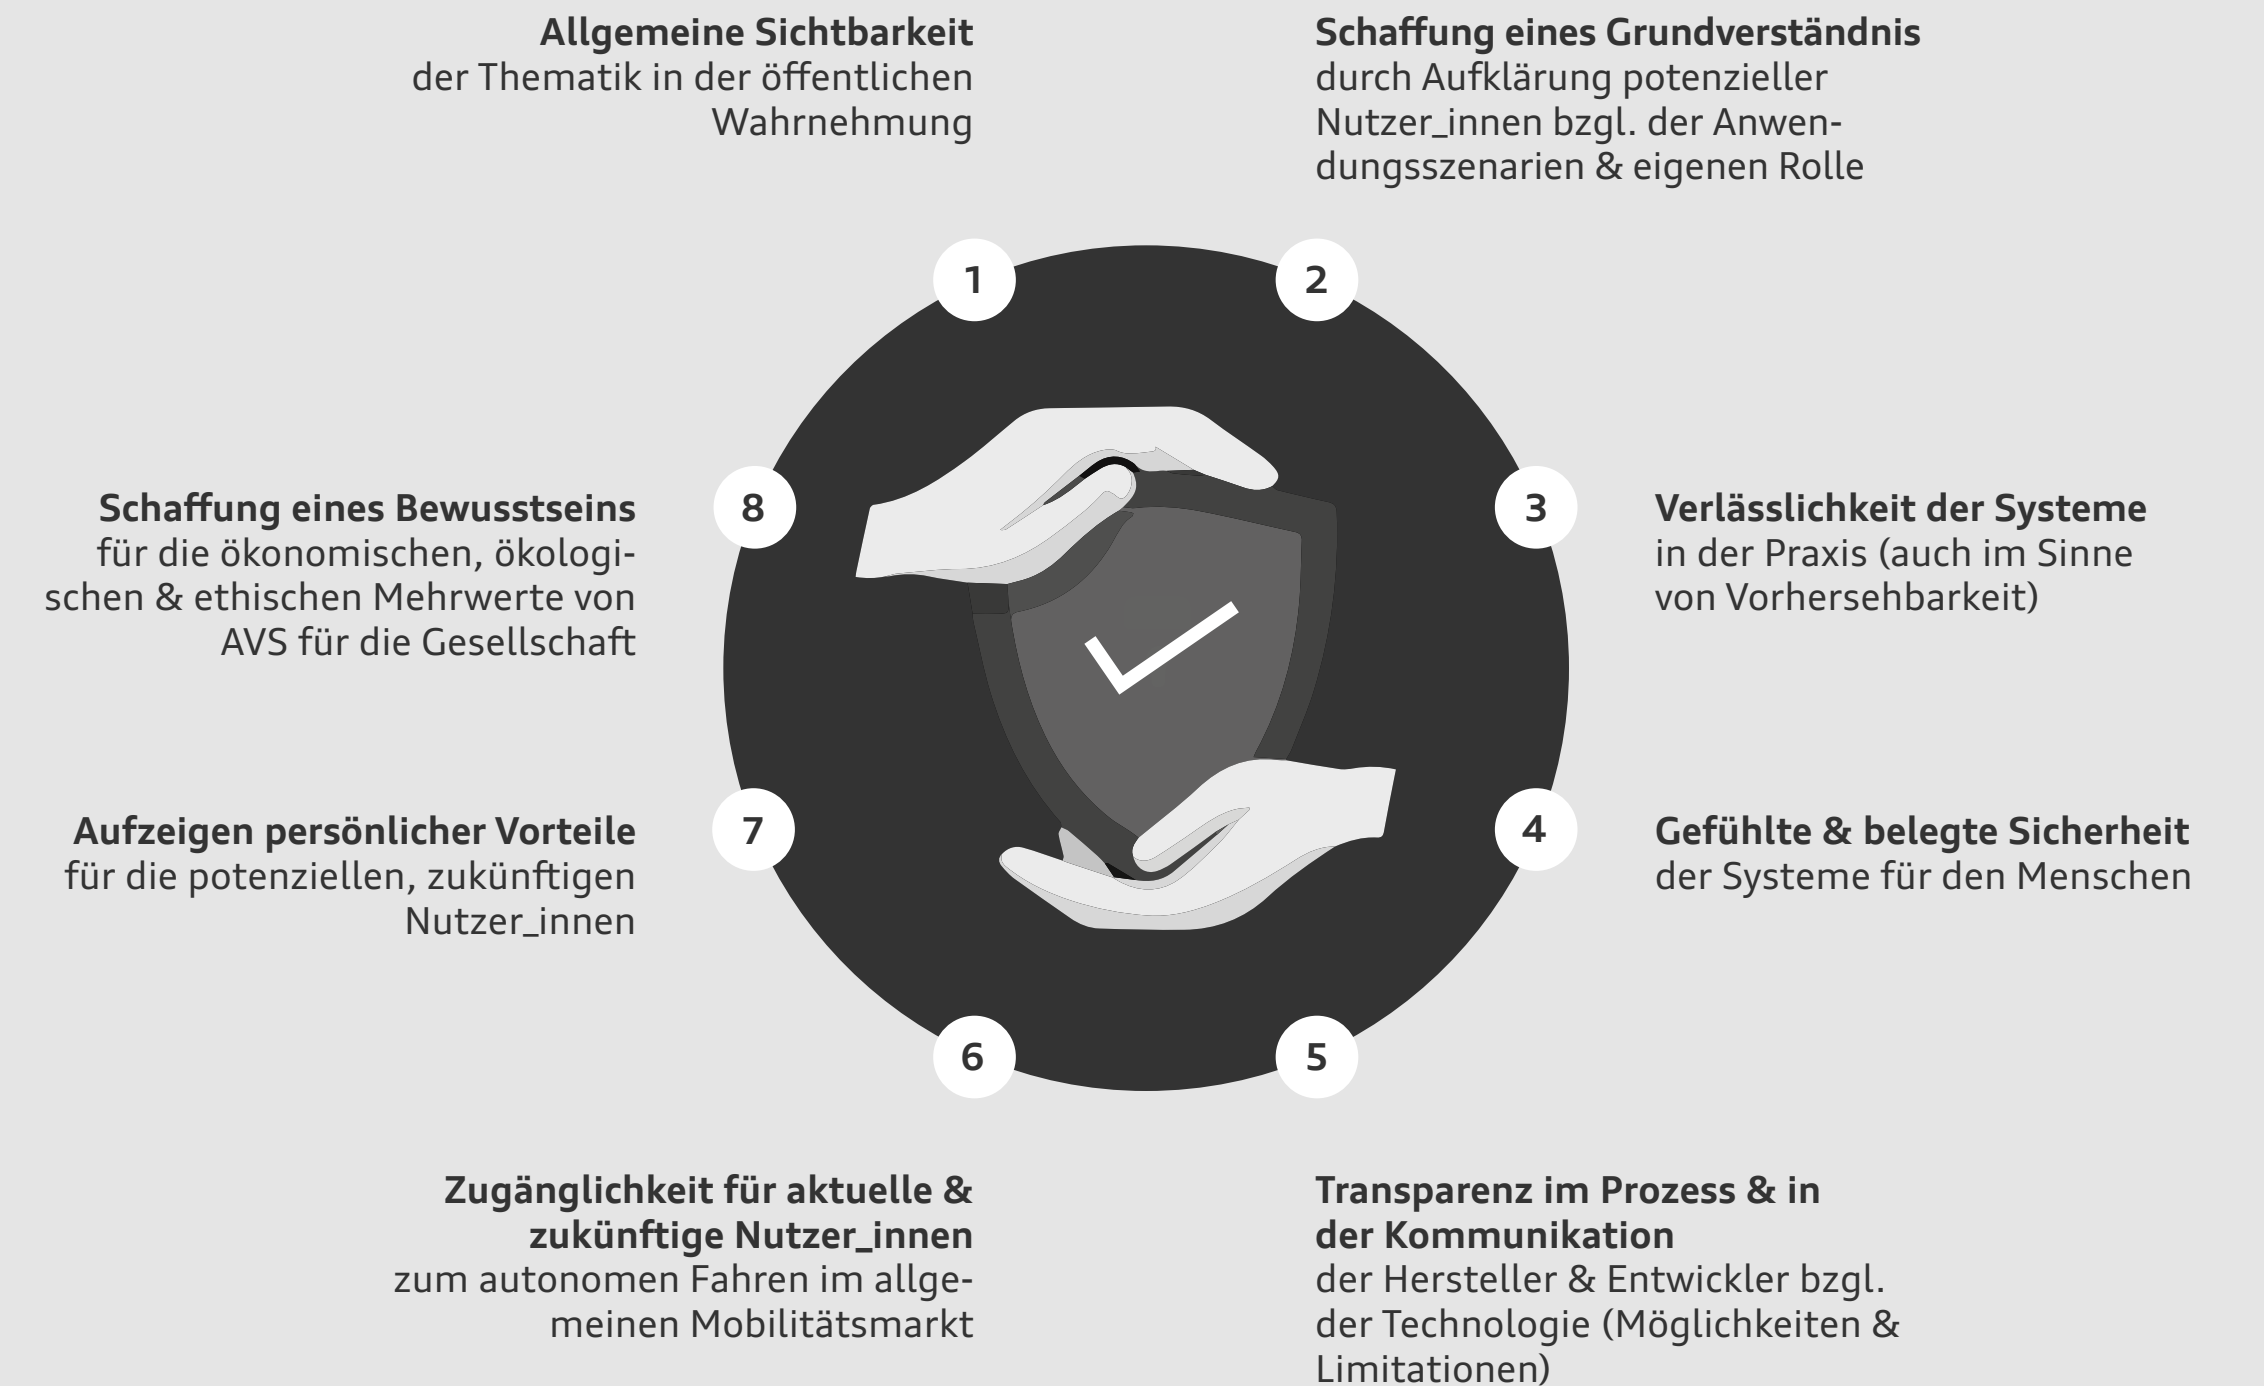 Allgemeine Sichtbarkeit
der Thematik in der öffentlichen
Wahrnehmung
Schaffung eines Grundverständnis
durch Aufklärung potenzieller
Nutzer_innen bzgl. der Anwen-
dungsszenarien & eigenen Rolle
1
2
3
Verlässlichkeit der Systeme
in der Praxis (auch im Sinne
von Vorhersehbarkeit)
4
Gefühlte & belegte Sicherheit
der Systeme für den Menschen
5
Transparenz im Prozess & in
der Kommunikation
der Hersteller & Entwickler bzgl.
der Technologie (Möglichkeiten &
Limitationen)
6
Zugänglichkeit für aktuelle &
zukünftige Nutzer_innen
zum autonomen Fahren im allge-
meinen Mobilitätsmarkt
7
Aufzeigen persönlicher Vorteile
für die potenziellen, zukünftigen
Nutzer_innen
8
Schaffung eines Bewusstseins
für die ökonomischen, ökologi-
schen & ethischen Mehrwerte von
AVS für die Gesellschaft